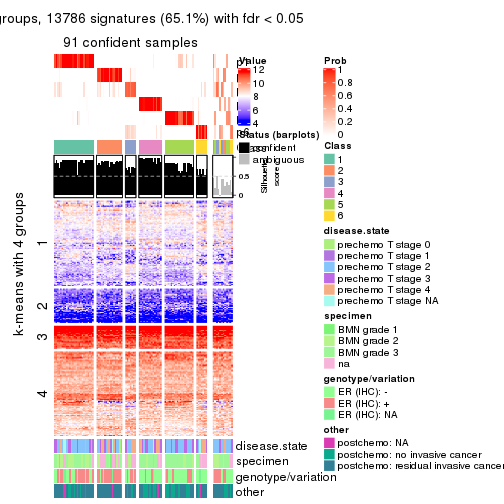 groups, 13786 signatures (65.1%) with fdr < 0.05
91 confident samples
Value
12
10
8
6
4
Prob
1
0.8
0.6
0.4
0.2
0
Status (barplots)
confident
ambiguous
1
0.5
0
Silhouette
score
Class
1
2
3
4
5
6
k-means with 4 groups
1
2
3
4
disease.state
prechemo T stage 0
prechemo T stage 1
prechemo T stage 2
prechemo T stage 3
prechemo T stage 4
prechemo T stage NA
specimen
BMN grade 1
BMN grade 2
BMN grade 3
na
genotype/variation
ER (IHC): -
ER (IHC): +
ER (IHC): NA
other
postchemo: NA
postchemo: no invasive cancer
postchemo: residual invasive cancer
disease.state
specimen
genotype/variation
other